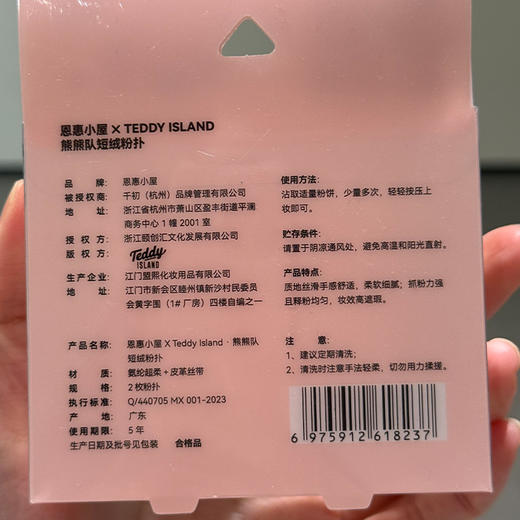 恩惠小屋 × TEDDY ISLAND
熊熊队短绒粉扑
品 牌: 恩惠小屋
被授权商: 千初(杭州)品牌管理有限公司
地 址: 浙江省杭州市萧山区盈丰街道平澜
商务中心1幢2001室
授 权 方: 浙江颐创汇文化发展有限公司
版 权 方: Teddy
ISLAND
生产企业: 江门盟熙化妆用品有限公司
地 址: 江门市新会区睦州镇新沙村民委员
会黄字围(1#厂房)四楼自编之一
产品名称: 恩惠小屋 X Teddy Island · 熊熊队
短绒粉扑
材 质: 氨纶超柔+皮革丝带
规 格: 2枚粉扑
执行标准: Q/440705 MX 001-2023
产 地: 广东
使用期限: 5年
生产日期及批号见包装 合格品
使用方法:
沾取适量粉饼,少量多次,轻轻按压上
妆即可。
贮存条件:
请置于阴凉通风处,避免高温和阳光直射。
产品特点:
质地丝滑手感舒适,柔软细腻;抓粉力强
且释粉均匀,妆效高遮瑕。
注意:
1、建议定期清洗;
2、清洗时注意手法轻柔,切勿用力揉搓。
6 975912 618237